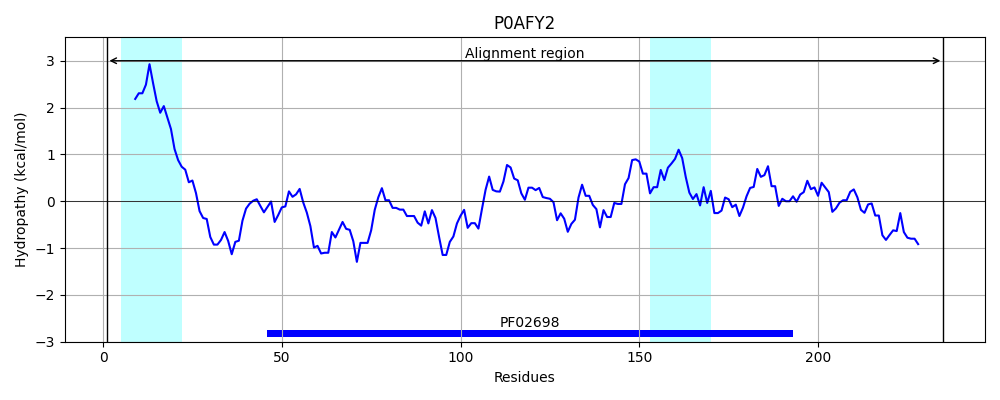 P0AFY2
Alignment region
3
2
1
0
−1
−2
−3
Hydropathy (kcal/mol)
PF02698
0 50 100 150 200
Residues